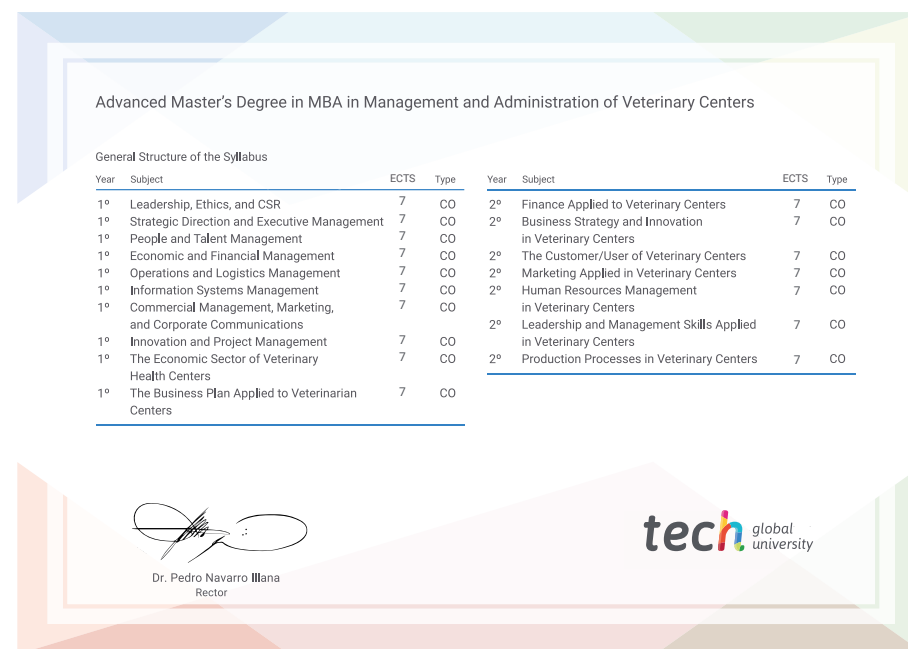 Advanced Master's Degree in MBA in Management and Administration of Veterinary Centers
General Structure of the Syllabus
Year Subject ECTS Type
1º Leadership, Ethics, and CSR 7 CO
1º Strategic Direction and Executive Management 7 CO
1º People and Talent Management 7 CO
1º Economic and Financial Management 7 CO
1º Operations and Logistics Management 7 CO
1º Information Systems Management 7 CO
1º Commercial Management, Marketing, 7 CO
and Corporate Communications
1º Innovation and Project Management 7 CO
1º The Economic Sector of Veterinary 7 CO
Health Centers
1º The Business Plan Applied to Veterinarian 7 CO
Centers
Year Subject ECTS Type
2º Finance Applied to Veterinary Centers 7 CO
2º Business Strategy and Innovation 7 CO
in Veterinary Centers
2º The Customer/User of Veterinary Centers 7 CO
2º Marketing Applied in Veterinary Centers 7 CO
2º Human Resources Management 7 CO
in Veterinary Centers
2º Leadership and Management Skills Applied 7 CO
in Veterinary Centers
2º Production Processes in Veterinary Centers 7 CO
Dr. Pedro Navarro Illana
Rector
tech global
university